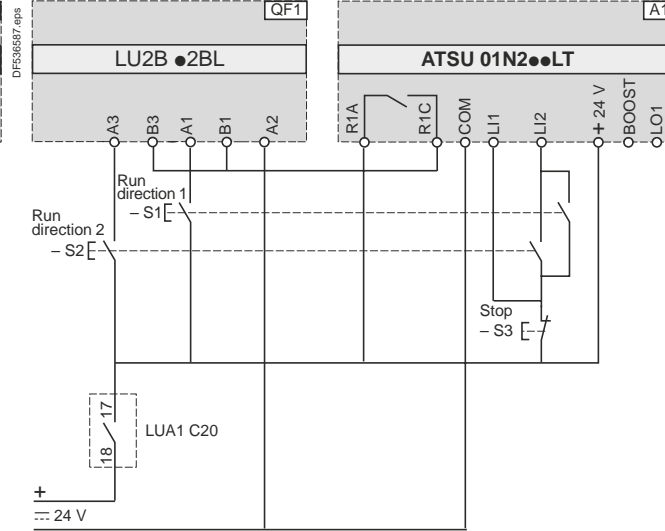 DF536587.eps
QF1
A1
LU2B ●2BL
ATSU 01N2●●LT
A3
B3
A1
B1
A2
R1A
R1C
COM
LI1
LI2
+ 24 V
BOOST
LO1
Run
direction 1
– S1
Run
direction 2
– S2
Stop
– S3
17
18
LUA1 C20
+
24 V